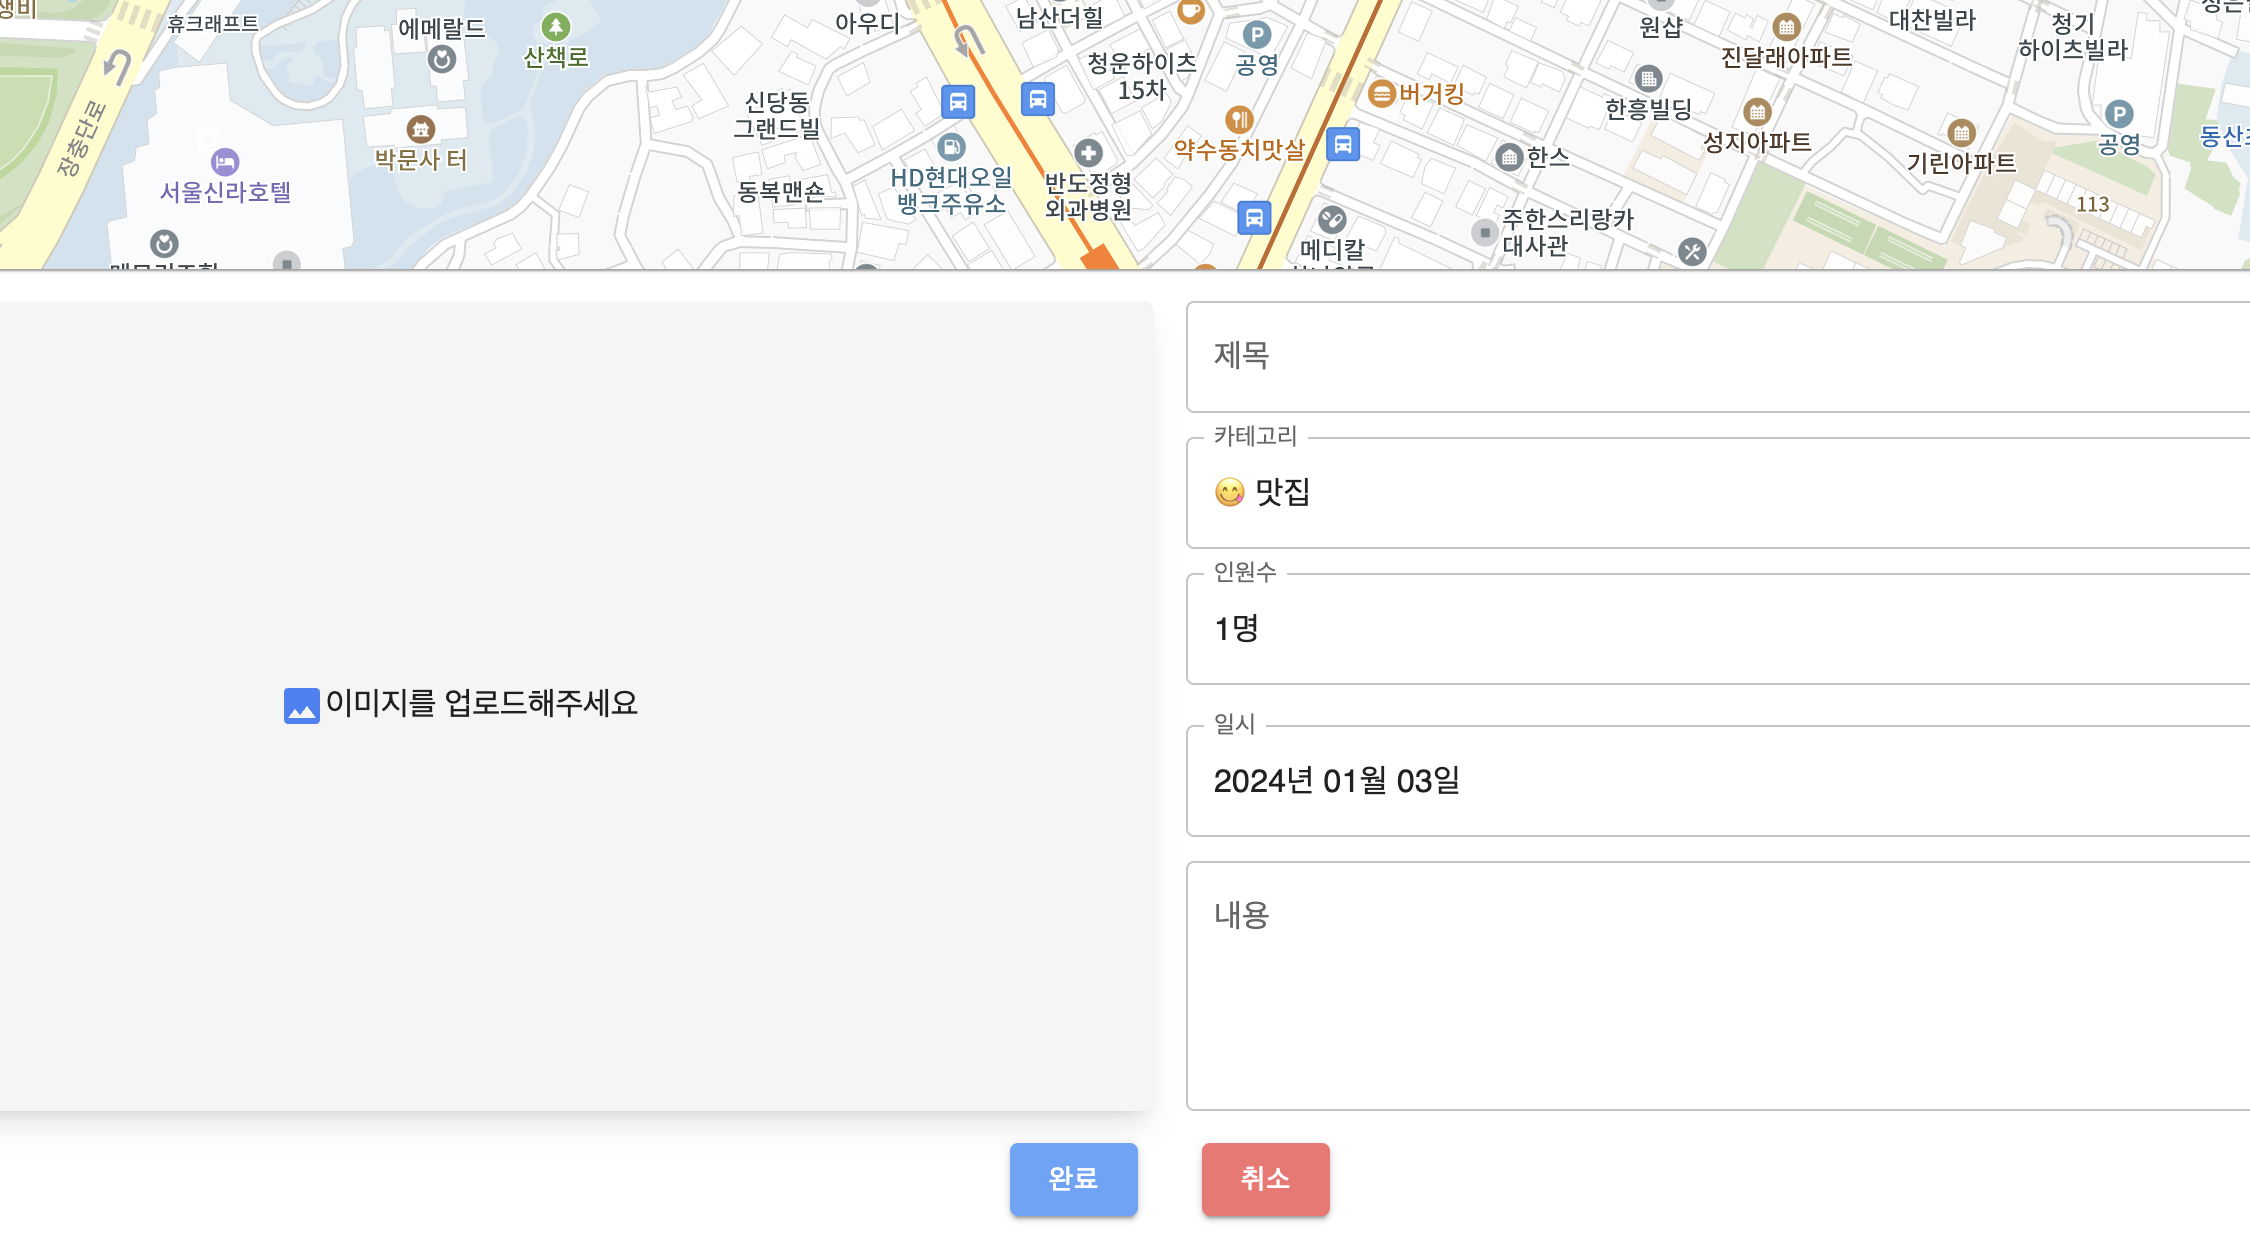 생비
휴크래프트
에메랄드
산책로
아우디
남산더힐
공영
청운하이츠
15차
원샵
진달래아파트
대찬빌라
청기
하이츠빌라
신당동
그랜드빌
버거킹
한흥빌딩
장충단로
박문사 터
약수동치맛살
성지아파트
공영
동산초
서울신라호텔
동복맨숀
HD현대오일
뱅크주유소
반도정형
외과병원
한스
기린아파트
113
메디칼
주한스리랑카
대사관
제목
카테고리
😋 맛집
인원수
1명
이미지를 업로드해주세요
일시
2024년 01월 03일
내용
완료
취소